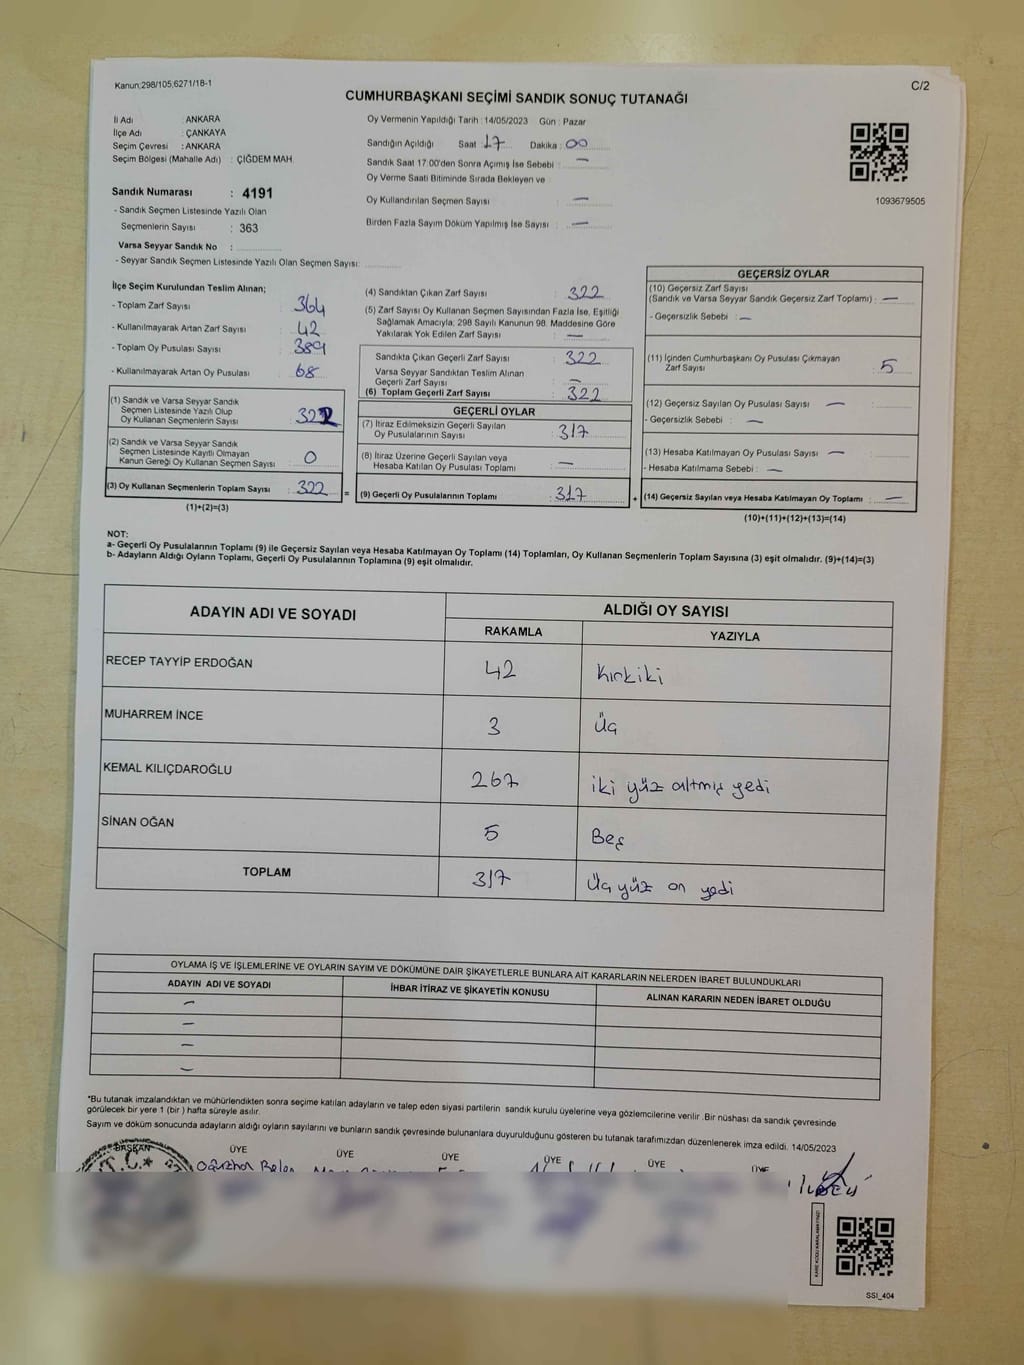 Kanun;298/105,6271/18-1
C/2
CUMHURBAŞKANI SEÇİMİ SANDIK SONUÇ TUTANAĞI
İl Adı : ANKARA
İlçe Adı : ÇANKAYA
Seçim Çevresi : ANKARA
Seçim Bölgesi (Mahalle Adı) : ÇİĞDEM MAH.
Sandık Numarası : 4191
- Sandık Seçmen Listesinde Yazılı Olan
Seçmenlerin Sayısı : 363
Varsa Seyyar Sandık No :
- Seyyar Sandık Seçmen Listesinde Yazılı Olan Seçmen Sayısı:
Oy Vermenin Yapıldığı Tarih : 14/05/2023 Gün : Pazar
Sandığın Açıldığı Saat : 17 Dakika : 00
Sandık Saat 17:00'den Sonra Açımış İse Sebebi : —
Oy Verme Saati Bitiminde Sırada Bekleyen ve
Oy Kullandırılan Seçmen Sayısı : —
Birden Fazla Sayım Döküm Yapılmış İse Sayısı : —
1093679505
İlçe Seçim Kurulundan Teslim Alınan;
- Toplam Zarf Sayısı : 364
- Kullanılmayarak Artan Zarf Sayısı : 42
- Toplam Oy Pusulası Sayısı : 389
- Kullanılmayarak Artan Oy Pusulası : 68
(1) Sandık ve Varsa Seyyar Sandık
Seçmen Listesinde Yazılı Olup
Oy Kullanan Seçmenlerin Sayısı : 322
(2) Sandık ve Varsa Seyyar Sandık
Seçmen Listesinde Kayıtlı Olmayan
Kanun Gereği Oy Kullanan Seçmen Sayısı : 0
(3) Oy Kullanan Seçmenlerin Toplam Sayısı : 322 =
(1)+(2)=(3)
(4) Sandıktan Çıkan Zarf Sayısı : 322
(5) Zarf Sayısı Oy Kullanan Seçmen Sayısından Fazla İse, Eşitliği
Sağlamak Amacıyla, 298 Sayılı Kanunun 98. Maddesine Göre
Yakılarak Yok Edilen Zarf Sayısı : —
Sandıkta Çıkan Geçerli Zarf Sayısı : 322
Varsa Seyyar Sandıktan Teslim Alınan
Geçerli Zarf Sayısı : —
(6) Toplam Geçerli Zarf Sayısı : 322
GEÇERLİ OYLAR
(7) İtiraz Edilmeksizin Geçerli Sayılan
Oy Pusulalarının Sayısı : 317
(8) İtiraz Üzerine Geçerli Sayılan veya
Hesaba Katılan Oy Pusulası Toplamı : —
(9) Geçerli Oy Pusulalarının Toplamı : 317 +
GEÇERSİZ OYLAR
(10) Geçersiz Zarf Sayısı
(Sandık ve Varsa Seyyar Sandık Geçersiz Zarf Toplamı) : —
- Geçersizlik Sebebi : —
(11) İçinden Cumhurbaşkanı Oy Pusulası Çıkmayan
Zarf Sayısı : 5
(12) Geçersiz Sayılan Oy Pusulası Sayısı —
- Geçersizlik Sebebi : —
(13) Hesaba Katılmayan Oy Pusulası Sayısı —
- Hesaba Katılmama Sebebi : —
(14) Geçersiz Sayılan veya Hesaba Katılmayan Oy Toplamı : —
(10)+(11)+(12)+(13)=(14)
NOT:
a- Geçerli Oy Pusulalarının Toplamı (9) ile Geçersiz Sayılan veya Hesaba Katılmayan Oy Toplamı (14) Toplamları, Oy Kullanan Seçmenlerin Toplam Sayısına (3) eşit olmalıdır. (9)+(14)=(3)
b- Adayların Aldığı Oyların Toplamı, Geçerli Oy Pusulalarının Toplamına (9) eşit olmalıdır.
ADAYIN ADI VE SOYADI ALDIĞI OY SAYISI
RAKAMLA YAZIYLA
RECEP TAYYİP ERDOĞAN 42 Kırkiki
MUHARREM İNCE 3 Üç
KEMAL KILIÇDAROĞLU 267 iki yüz altmış yedi
SİNAN OĞAN 5 Beş
TOPLAM 317 Üç yüz on yedi
OYLAMA İŞ VE İŞLEMLERİNE VE OYLARIN SAYIM VE DÖKÜMÜNE DAİR ŞİKAYETLERLE BUNLARA AİT KARARLARIN NELERDEN İBARET BULUNDUKLARI
ADAYIN ADI VE SOYADI İHBAR İTİRAZ VE ŞİKAYETİN KONUSU ALINAN KARARIN NEDEN İBARET OLDUĞU
—
—
—
—
*Bu tutanak imzalandıktan ve mühürlendikten sonra seçime katılan adayların ve talep eden siyasi partilerin sandık kurulu üyelerine veya gözlemcilerine verilir .Bir nüshası da sandık çevresinde
görülecek bir yere 1 (bir ) hafta süreyle asılır.
Sayım ve döküm sonucunda adayların aldığı oyların sayılarını ve bunların sandık çevresinde bulunanlara duyurulduğunu gösteren bu tutanak tarafımızdan düzenlenerek imza edildi. 14/05/2023
BAŞKAN ÜYE ÜYE ÜYE ÜYE ÜYE ÜYE
T.C.
Oğuzhan
SSI_404